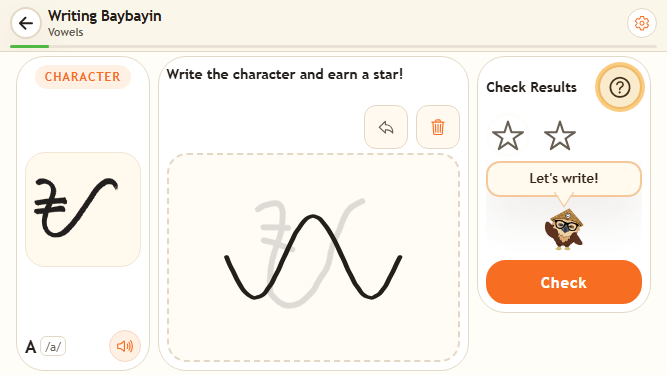 Writing Baybayin
Vowels
CHARACTER
ᜀ
A /a/
Write the character and earn a star!
Check Results
?
Let's write!
Check